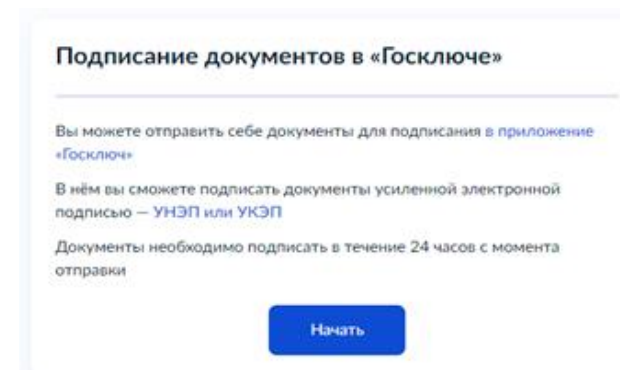 Подписание документов в «Госключе»
Вы можете отправить себе документы для подписания в приложение
«Госключ»
В нём вы сможете подписать документы усиленной электронной
подписью — УНЭП или УКЭП
Документы необходимо подписать в течение 24 часов с момента
отправки
Начать